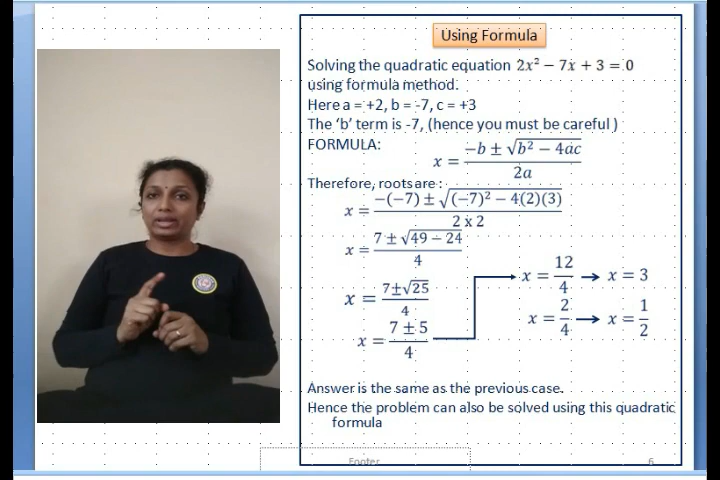 Using Formula
Solving the quadratic equation 2x² − 7x + 3 = 0
using formula method.
Here a = +2, b = -7, c = +3
The 'b' term is -7, (hence you must be careful )
FORMULA:
x = (−b ± √(b² − 4ac)) / 2a
Therefore, roots are :
x = (−(−7) ± √((−7)² − 4(2)(3))) / (2 x 2)
x = (7 ± √(49 − 24)) / 4
x = (7±√25) / 4
x = (7 ± 5) / 4
x = 12/4 → x = 3
x = 2/4 → x = 1/2
Answer is the same as the previous case.
Hence the problem can also be solved using this quadratic
formula
Footer
6